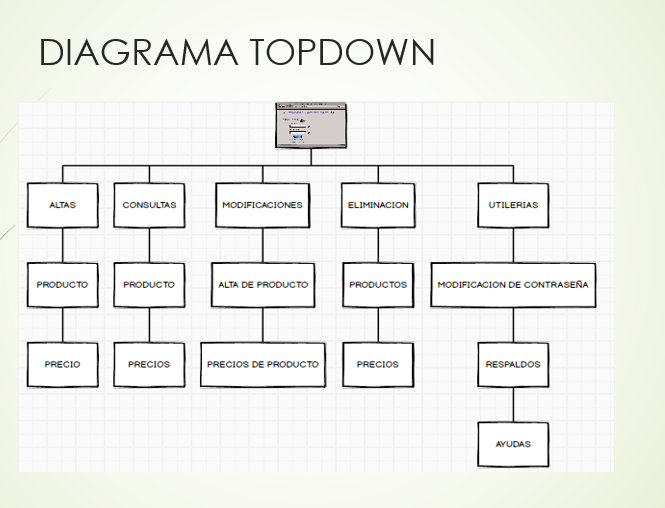 DIAGRAMA TOPDOWN
ALTAS
CONSULTAS
MODIFICACIONES
ELIMINACION
UTILERIAS
PRODUCTO
PRODUCTO
ALTA DE PRODUCTO
PRODUCTOS
MODIFICACION DE CONTRASEÑA
PRECIO
PRECIOS
PRECIOS DE PRODUCTO
PRECIOS
RESPALDOS
AYUDAS